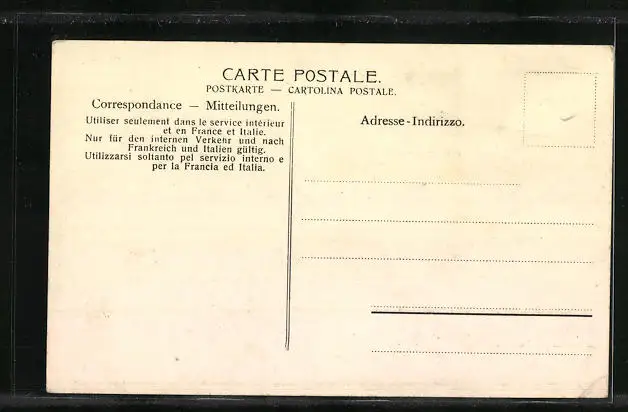 CARTE POSTALE.
POSTKARTE — CARTOLINA POSTALE.
Correspondance — Mitteilungen.
Utiliser seulement dans le service intérieur
et en France et Italie.
Nur für den internen Verkehr und nach
Frankreich und Italien gültig.
Utilizzarsi soltanto pel servizio interno e
per la Francia ed Italia.
Adresse-Indirizzo.